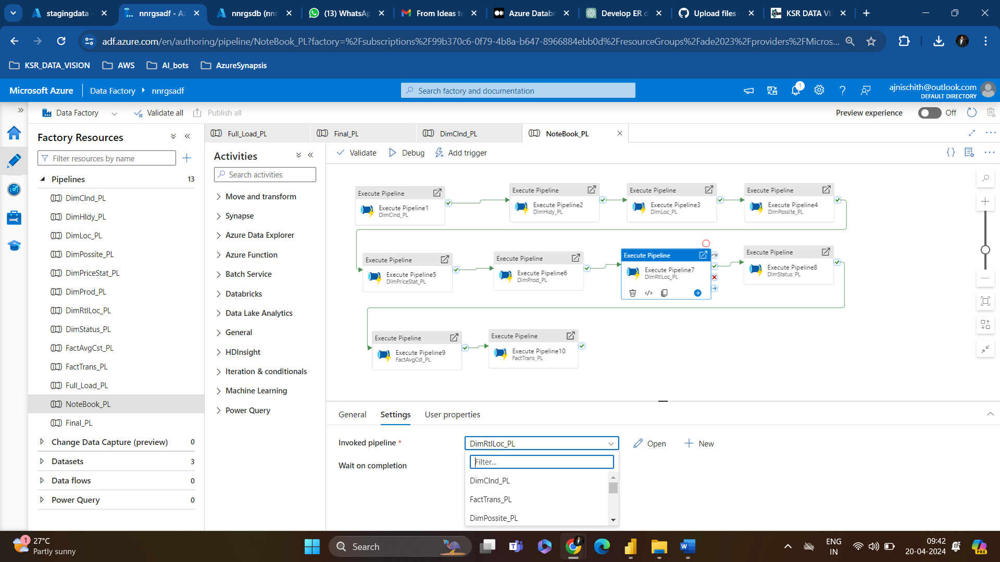 stagingdata
nnrgsadf - Az
nnrgsdb (nnr
(13) WhatsAp
From Ideas to
Azure Datab
Develop ER d
Upload files ·
KSR DATA VI
adf.azure.com/en/authoring/pipeline/NoteBook_PL?factory=%2Fsubscriptions%2F99b370c6-0f79-4b8a-b647-8966884ebb0d%2FresourceGroups%2Fade2023%2Fproviders%2FMicros...
KSR_DATA_VISION
AWS
AI_bots
AzureSynapsis
Microsoft Azure
Data Factory
nnrgsadf
Search factory and documentation
1
ajnischith@outlook.com
DEFAULT DIRECTORY
Data Factory
Validate all
Publish all
Preview experience
Off
Factory Resources
Filter resources by name
Pipelines 13
DimCInd_PL
DimHldy_PL
DimLoc_PL
DimPossite_PL
DimPriceStat_PL
DimProd_PL
DimRtlLoc_PL
DimStatus_PL
FactAvgCst_PL
FactTrans_PL
Full_Load_PL
NoteBook_PL
Final_PL
Change Data Capture (preview) 0
Datasets 3
Data flows 0
Power Query 0
Full_Load_PL
Final_PL
DimCInd_PL
NoteBook_PL
Activities
Search activities
Move and transform
Synapse
Azure Data Explorer
Azure Function
Batch Service
Databricks
Data Lake Analytics
General
HDInsight
Iteration & conditionals
Machine Learning
Power Query
Validate
Debug
Add trigger
Execute Pipeline
Execute Pipeline1
DimCInd_PL
Execute Pipeline
Execute Pipeline2
DimHldy_PL
Execute Pipeline
Execute Pipeline3
DimLoc_PL
Execute Pipeline
Execute Pipeline4
DimPossite_PL
Execute Pipeline
Execute Pipeline5
DimPriceStat_PL
Execute Pipeline
Execute Pipeline6
DimProd_PL
Execute Pipeline
Execute Pipeline7
DimRtlLoc_PL
Execute Pipeline
Execute Pipeline8
DimStatus_PL
Execute Pipeline
Execute Pipeline9
FactAvgCst_PL
Execute Pipeline
Execute Pipeline10
FactTrans_PL
General
Settings
User properties
Invoked pipeline *
DimRtlLoc_PL
Open
New
Filter...
Wait on completion
DimCInd_PL
FactTrans_PL
DimPossite_PL
1
27°C
Partly sunny
Search
ENG
IN
09:42
20-04-2024
PRE